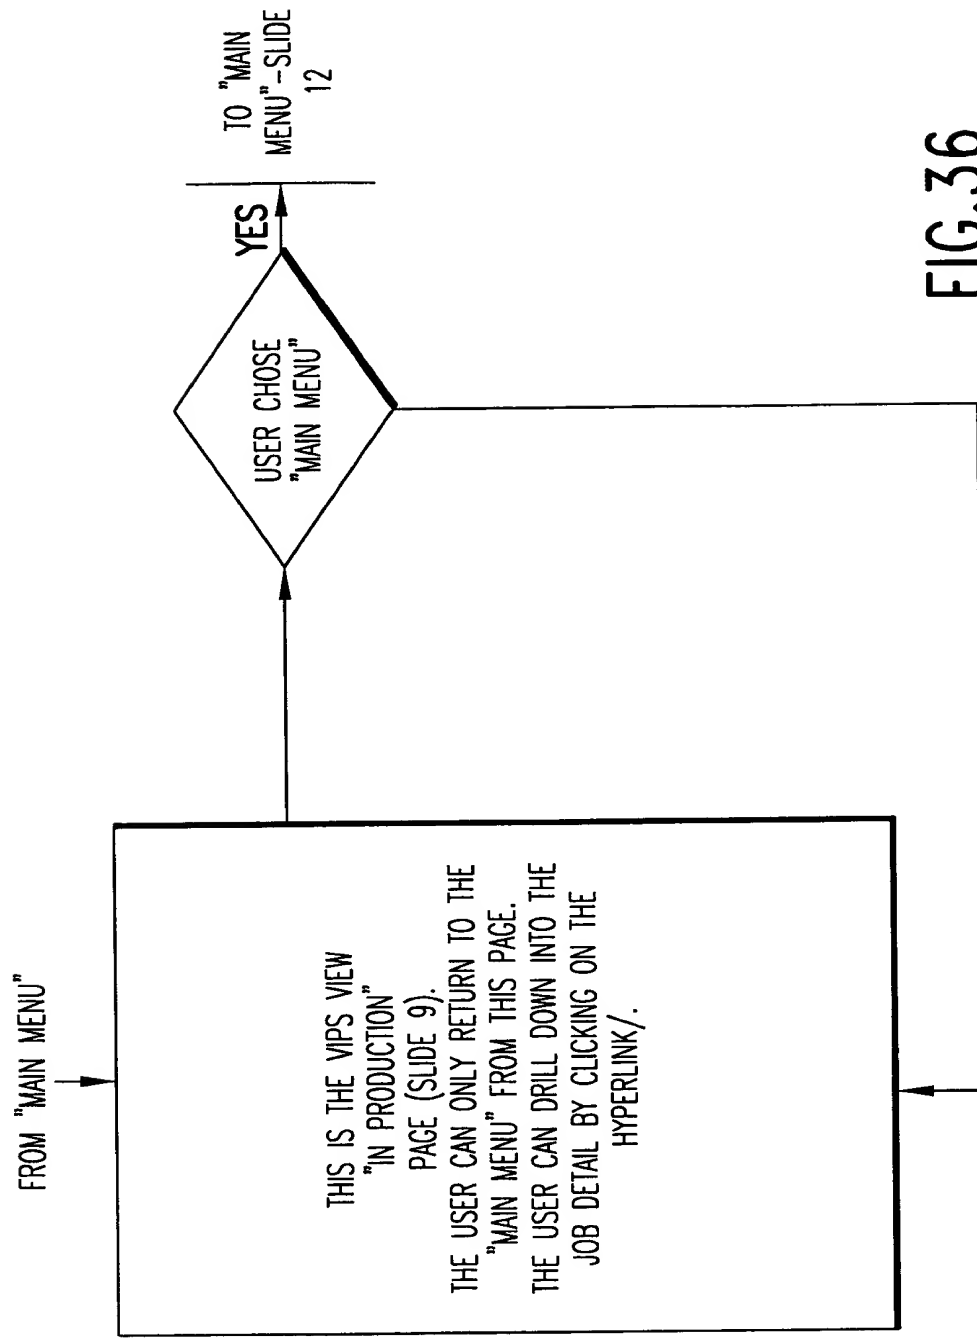 FROM "MAIN MENU"
THIS IS THE VIPS VIEW
"IN PRODUCTION"
PAGE (SLIDE 9).
THE USER CAN ONLY RETURN TO THE
"MAIN MENU" FROM THIS PAGE.
THE USER CAN DRILL DOWN INTO THE
JOB DETAIL BY CLICKING ON THE
HYPERLINK/.
USER CHOSE
"MAIN MENU"
YES
TO "MAIN
MENU"-SLIDE
12
FIG.36